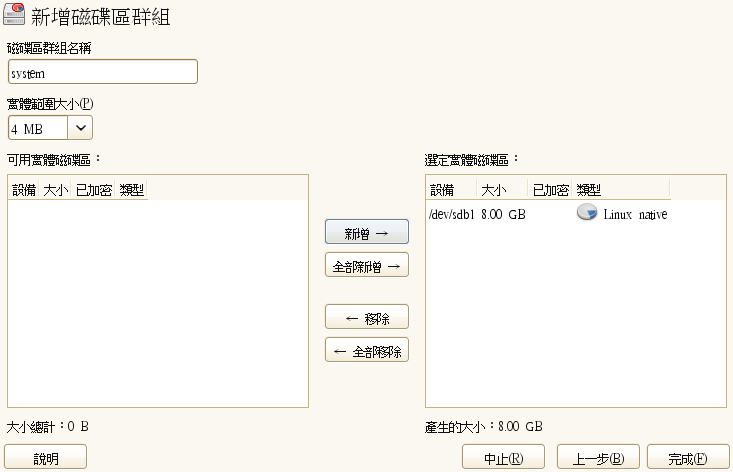 新增磁碟區群組
磁碟區群組名稱
system
實體範圍大小(P)
4 MB
可用實體磁碟區：
設備 大小 已加密 類型
新增 →
全部新增 →
← 移除
← 全部移除
選定實體磁碟區：
設備 大小 已加密 類型
/dev/sdb1 8.00 GB Linux native
大小總計：0 B
產生的大小：8.00 GB
說明
中止(R)
上一步(B)
完成(F)